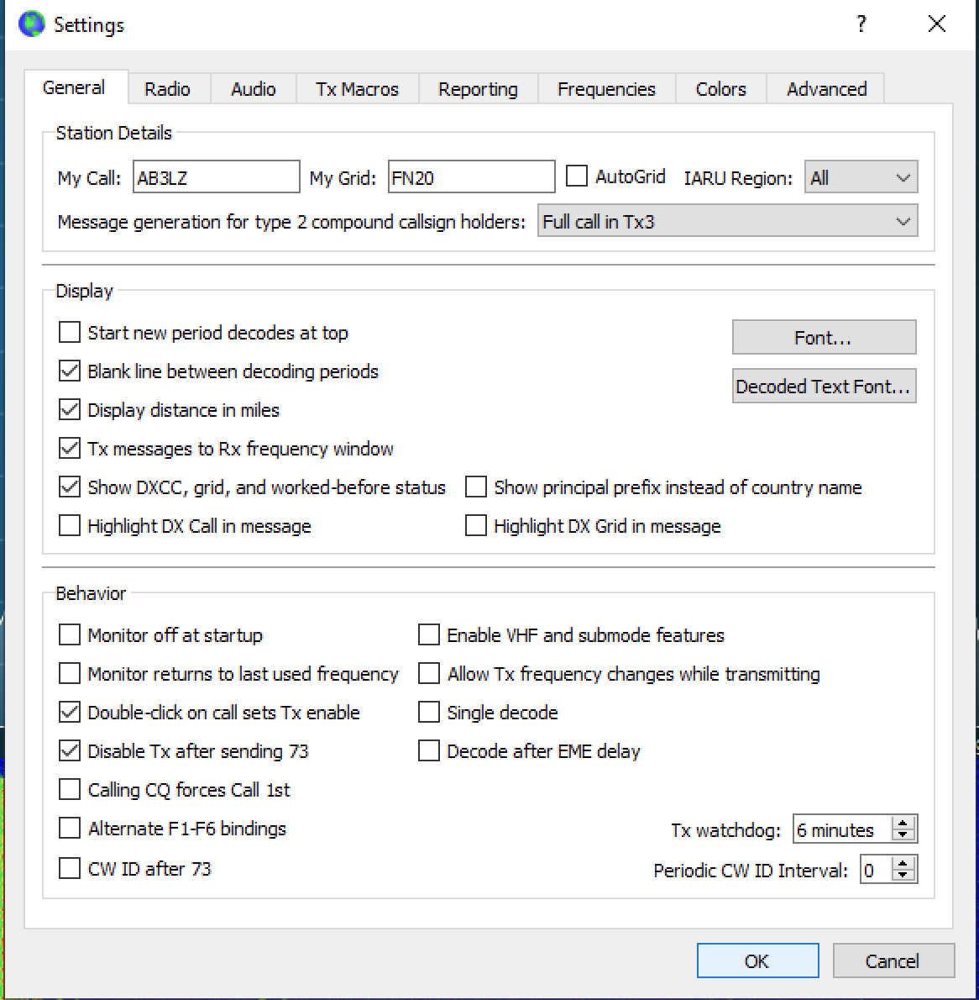 Settings ?
General Radio Audio Tx Macros Reporting Frequencies Colors Advanced
Station Details
My Call: AB3LZ My Grid: FN20 AutoGrid IARU Region: All
Message generation for type 2 compound callsign holders: Full call in Tx3
Display
Start new period decodes at top Font...
Blank line between decoding periods Decoded Text Font...
Display distance in miles
Tx messages to Rx frequency window
Show DXCC, grid, and worked-before status Show principal prefix instead of country name
Highlight DX Call in message Highlight DX Grid in message
Behavior
Monitor off at startup Enable VHF and submode features
Monitor returns to last used frequency Allow Tx frequency changes while transmitting
Double-click on call sets Tx enable Single decode
Disable Tx after sending 73 Decode after EME delay
Calling CQ forces Call 1st
Alternate F1-F6 bindings Tx watchdog: 6 minutes
CW ID after 73 Periodic CW ID Interval: 0
OK Cancel